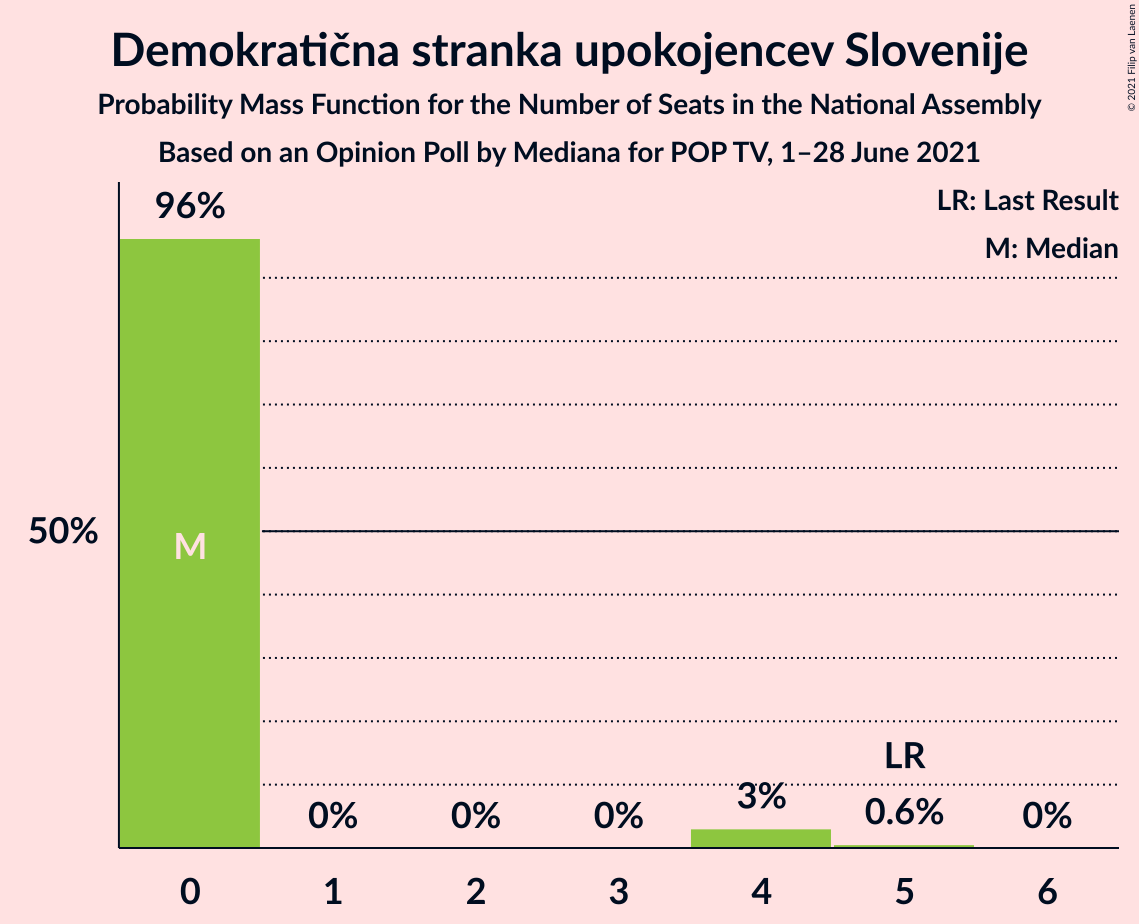 Demokratična stranka upokojencev Slovenije
Probability Mass Function for the Number of Seats in the National Assembly
Based on an Opinion Poll by Mediana for POP TV, 1–28 June 2021
© 2021 Filip van Laenen
LR: Last Result
M: Median
96%
50%
M
LR
0%
0%
0%
3%
0.6%
0%
0
1
2
3
4
5
6